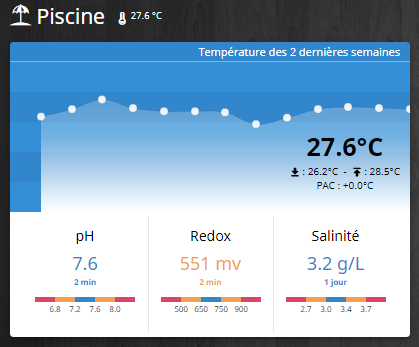 Piscine 27.6 °C
Température des 2 dernières semaines
27.6°C
: 26.2°C - : 28.5°C
PAC : +0.0°C
pH Redox Salinité
7.6 551 mv 3.2 g/L
2 min 2 min 1 jour
6.8 7.2 7.6 8.0 500 650 750 900 2.7 3.0 3.4 3.7